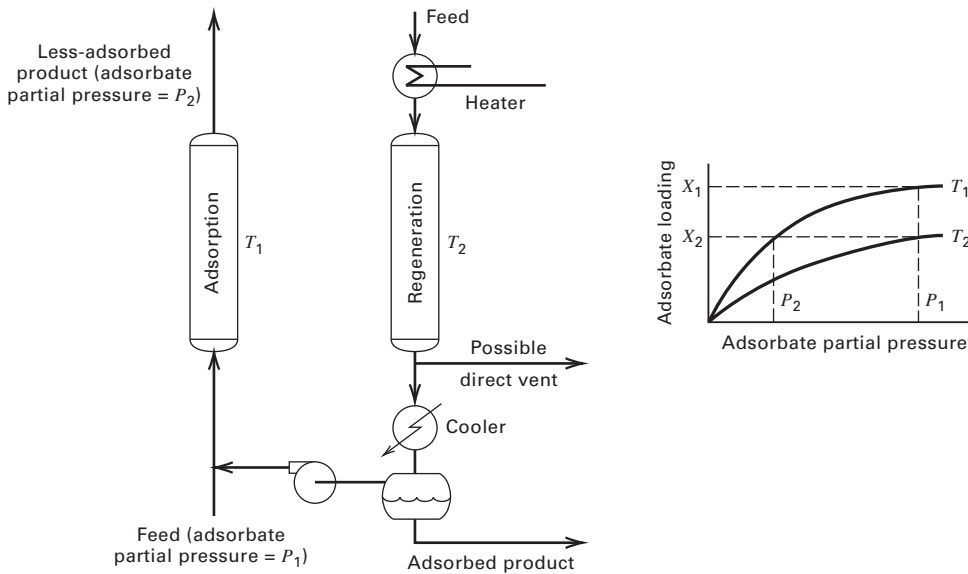 Less-adsorbed
product (adsorbate
partial pressure = P2)
Feed
Heater
Adsorption
T1
Regeneration
T2
Possible
direct vent
Cooler
Feed (adsorbate
partial pressure = P1)
Adsorbed product
Adsorbate loading
X1
T1
X2
T2
P2
P1
Adsorbate partial pressure